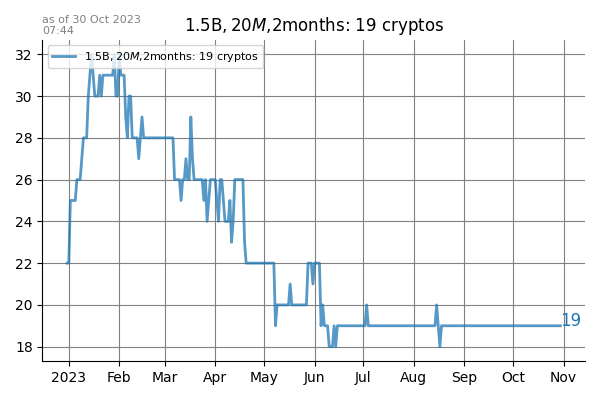 as of 30 Oct 2023
07:44
1.5B, 20M,2months: 19 cryptos
1.5B, 20M,2months: 19 cryptos
32
30
28
26
24
22
20
18
19
2023 Feb Mar Apr May Jun Jul Aug Sep Oct Nov